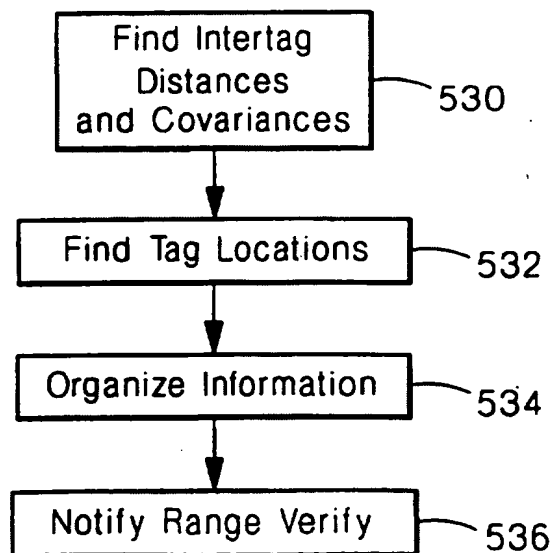 Find Intertag
Distances
and Covariances
530
Find Tag Locations
532
Organize Information
534
Notify Range Verify
536